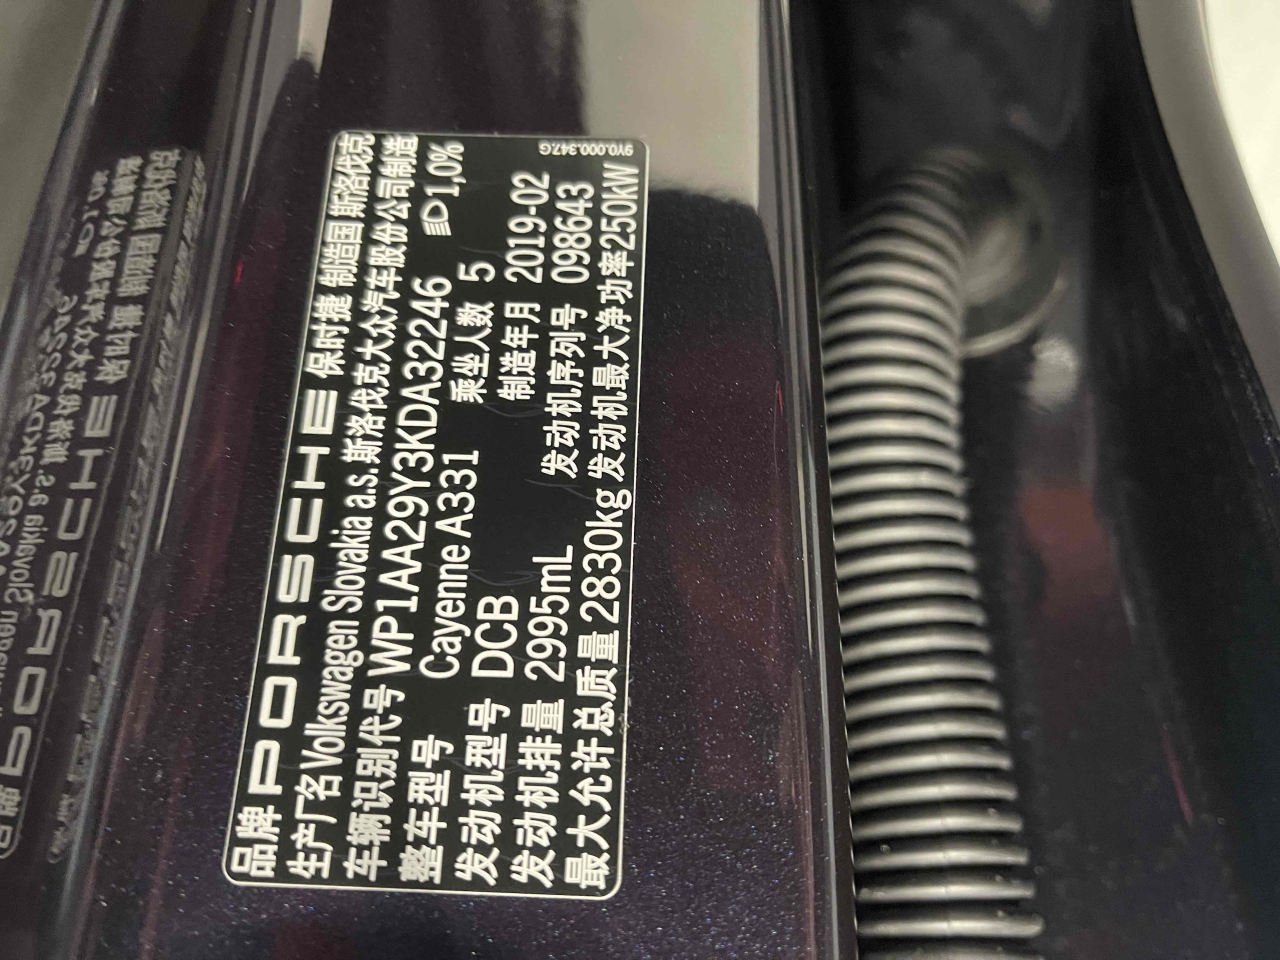 品牌 PORSCHE 保时捷 制造国 斯洛伐克
生产厂名 Volkswagen Slovakia a.s. 斯洛伐克大众汽车股份公司制造
车辆识别代号 WP1AA29Y3KDA32246 1,0%
整车型号 Cayenne A331 乘坐人数 5
发动机型号 DCB 制造年月 2019-02
发动机排量 2995mL 发动机序列号 098643
最大允许总质量 2830kg 发动机最大净功率 250kW
9Y0.000.347.G